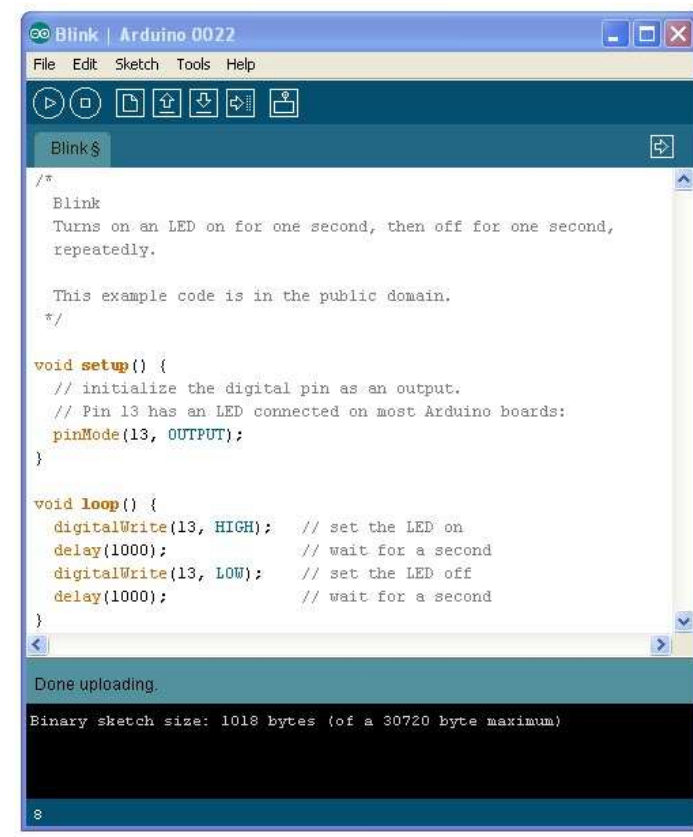 Blink | Arduino 0022
File Edit Sketch Tools Help
Blink §
/*
  Blink
  Turns on an LED on for one second, then off for one second,
  repeatedly.

  This example code is in the public domain.
 */

void setup() {
  // initialize the digital pin as an output.
  // Pin 13 has an LED connected on most Arduino boards:
  pinMode(13, OUTPUT);
}

void loop() {
  digitalWrite(13, HIGH);   // set the LED on
  delay(1000);              // wait for a second
  digitalWrite(13, LOW);    // set the LED off
  delay(1000);              // wait for a second
}
Done uploading.
Binary sketch size: 1018 bytes (of a 30720 byte maximum)
8